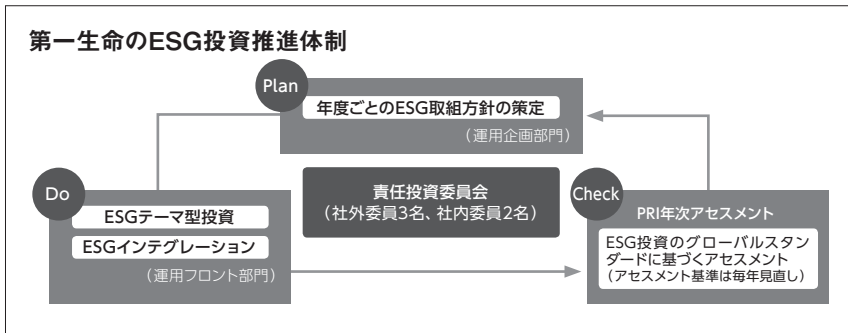 第一生命のESG投資推進体制
Plan
年度ごとのESG取組方針の策定
（運用企画部門）
Do
ESGテーマ型投資
ESGインテグレーション
（運用フロント部門）
責任投資委員会
（社外委員3名、社内委員2名）
Check
PRI年次アセスメント
ESG投資のグローバルスタン
ダードに基づくアセスメント
（アセスメント基準は毎年見直し）